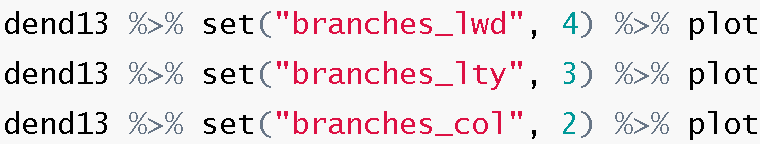 dend13 %>% set("branches_lwd", 4) %>% plot
dend13 %>% set("branches_lty", 3) %>% plot
dend13 %>% set("branches_col", 2) %>% plot